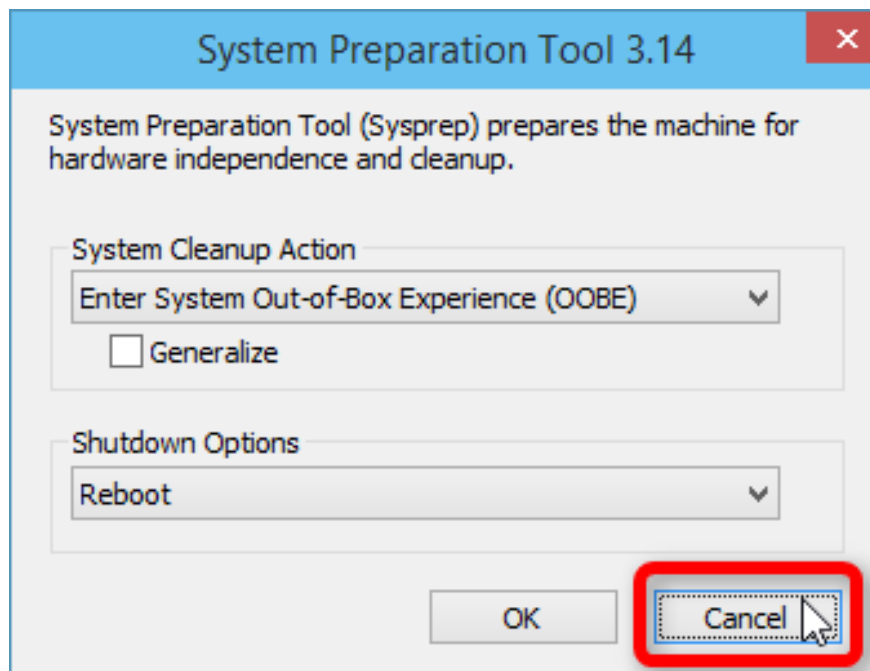 System Preparation Tool 3.14
System Preparation Tool (Sysprep) prepares the machine for
hardware independence and cleanup.
System Cleanup Action
Enter System Out-of-Box Experience (OOBE)
Generalize
Shutdown Options
Reboot
OK
Cancel